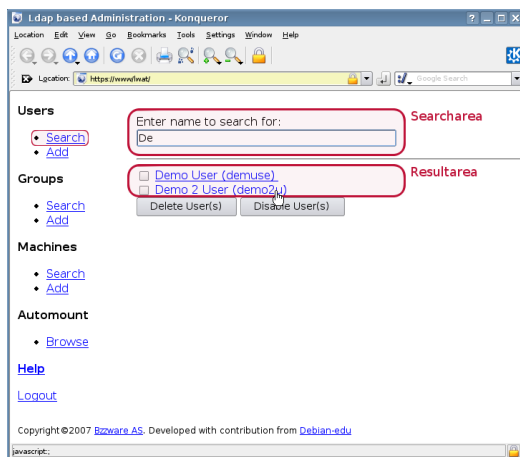 Ldap based Administration - Konqueror
Location Edit View Go Bookmarks Tools Settings Window Help
Location: https://www/lwat/ Google Search
Users
Search
Add
Groups
Search
Add
Machines
Search
Add
Automount
Browse
Help
Logout
Enter name to search for:
De
Searcharea
Demo User (demuse)
Demo 2 User (demo2u)
Resultarea
Delete User(s) Disable User(s)
Copyright ©2007 Bzzware AS. Developed with contribution from Debian-edu
javascript:;